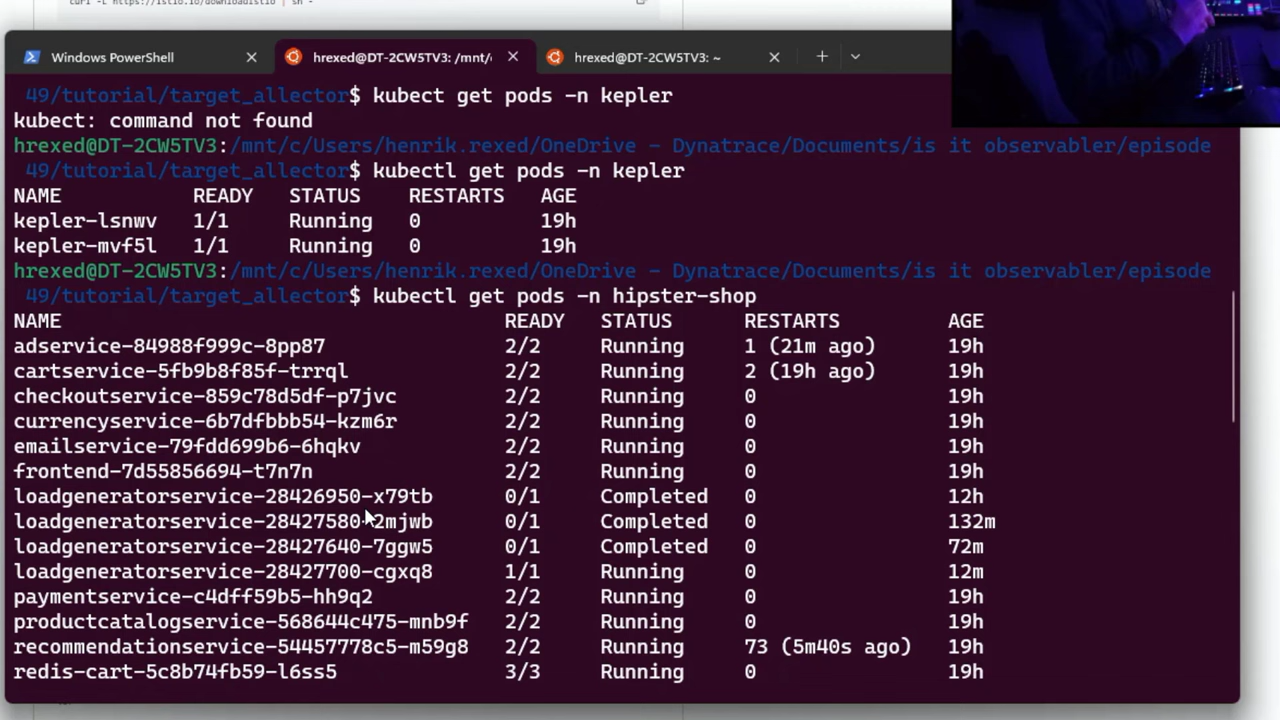 curl -L https://istio.io/downloadIstio | sh -
Windows PowerShell
hrexed@DT-2CW5TV3: /mnt/c
hrexed@DT-2CW5TV3: ~
49/tutorial/target_allector$ kubect get pods -n kepler
kubect: command not found
hrexed@DT-2CW5TV3:/mnt/c/Users/henrik.rexed/OneDrive - Dynatrace/Documents/is it observabler/episode
49/tutorial/target_allector$ kubectl get pods -n kepler
NAME READY STATUS RESTARTS AGE
kepler-lsnwv 1/1 Running 0 19h
kepler-mvf5l 1/1 Running 0 19h
hrexed@DT-2CW5TV3:/mnt/c/Users/henrik.rexed/OneDrive - Dynatrace/Documents/is it observabler/episode
49/tutorial/target_allector$ kubectl get pods -n hipster-shop
NAME READY STATUS RESTARTS AGE
adservice-84988f999c-8pp87 2/2 Running 1 (21m ago) 19h
cartservice-5fb9b8f85f-trrql 2/2 Running 2 (19h ago) 19h
checkoutservice-859c78d5df-p7jvc 2/2 Running 0 19h
currencyservice-6b7dfbbb54-kzm6r 2/2 Running 0 19h
emailservice-79fdd699b6-6hqkv 2/2 Running 0 19h
frontend-7d55856694-t7n7n 2/2 Running 0 19h
loadgeneratorservice-28426950-x79tb 0/1 Completed 0 12h
loadgeneratorservice-28427580-2mjwb 0/1 Completed 0 132m
loadgeneratorservice-28427640-7ggw5 0/1 Completed 0 72m
loadgeneratorservice-28427700-cgxq8 1/1 Running 0 12m
paymentservice-c4dff59b5-hh9q2 2/2 Running 0 19h
productcatalogservice-568644c475-mnb9f 2/2 Running 0 19h
recommendationservice-54457778c5-m59g8 2/2 Running 73 (5m40s ago) 19h
redis-cart-5c8b74fb59-l6ss5 3/3 Running 0 19h